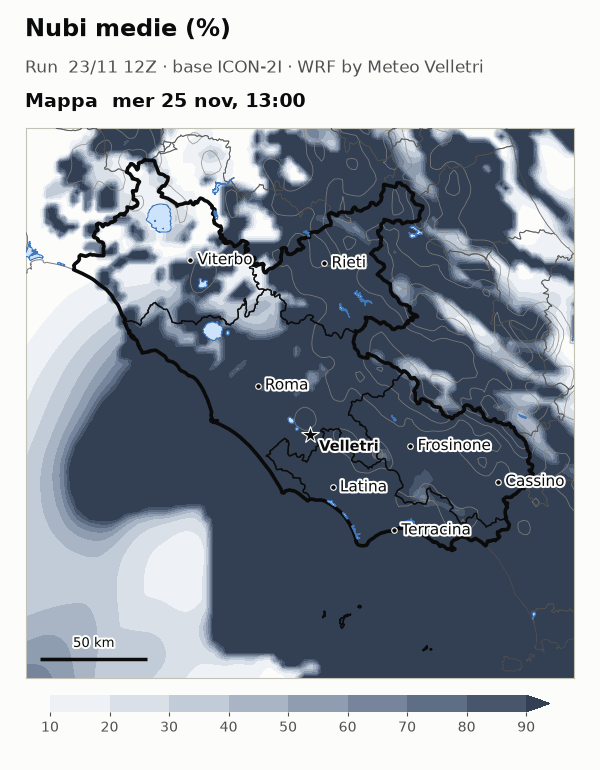 Nubi medie (%)
Run  23/11 12Z · base ICON-2I · WRF by Meteo Velletri
Mappa  mer 25 nov, 13:00
Viterbo
Rieti
Roma
Velletri
Frosinone
Latina
Cassino
Terracina
50 km
10 20 30 40 50 60 70 80 90